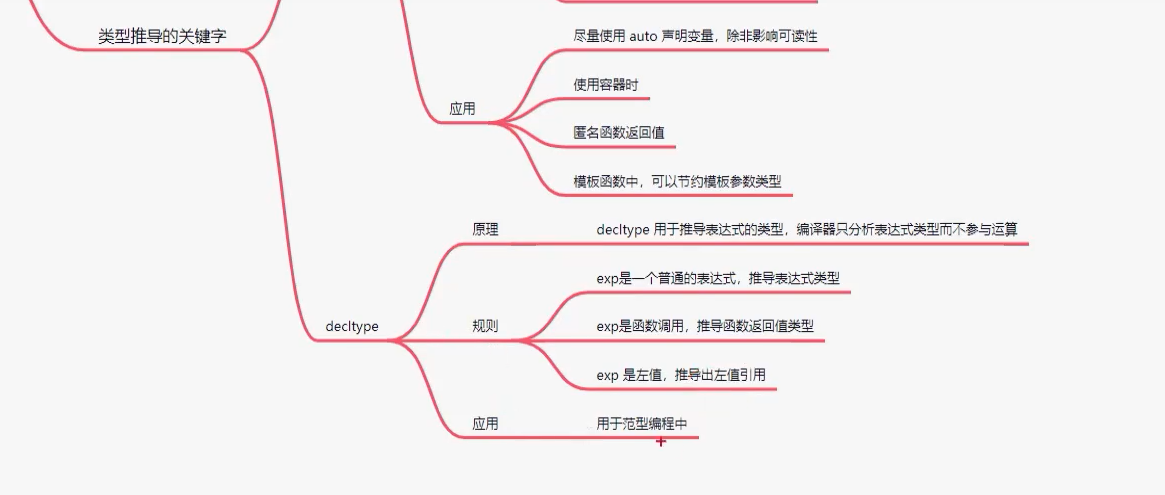 类型推导的关键字
尽量使用 auto 声明变量，除非影响可读性
使用容器时
应用
匿名函数返回值
模板函数中，可以节约模板参数类型
原理
decltype 用于推导表达式的类型，编译器只分析表达式类型而不参与运算
exp是一个普通的表达式，推导表达式类型
decltype
规则
exp是函数调用，推导函数返回值类型
exp 是左值，推导出左值引用
应用
用于范型编程中